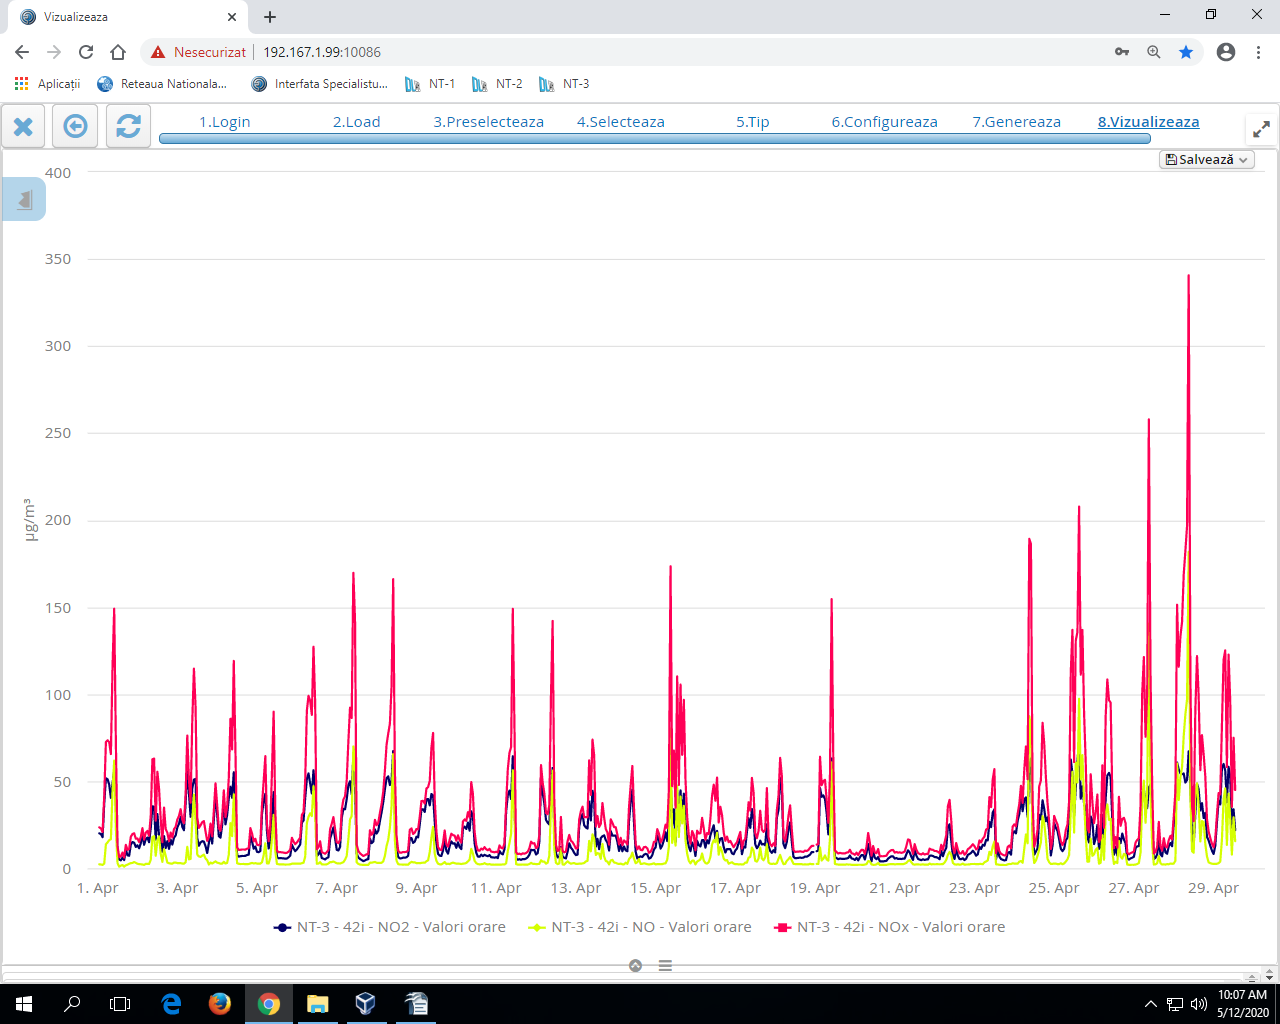 Vizualizeaza
Nesecurizat 192.167.1.99:10086
Aplicații Reteaua Nationala... Interfata Specialistu... NT-1 NT-2 NT-3
1.Login 2.Load 3.Preselecteaza 4.Selecteaza 5.Tip 6.Configureaza 7.Genereaza 8.Vizualizeaza
Salvează
400
350
300
250
200
150
100
50
0
µg/m³
1. Apr 3. Apr 5. Apr 7. Apr 9. Apr 11. Apr 13. Apr 15. Apr 17. Apr 19. Apr 21. Apr 23. Apr 25. Apr 27. Apr 29. Apr
NT-3 - 42i - NO2 - Valori orare NT-3 - 42i - NO - Valori orare NT-3 - 42i - NOx - Valori orare
10:07 AM
5/12/2020